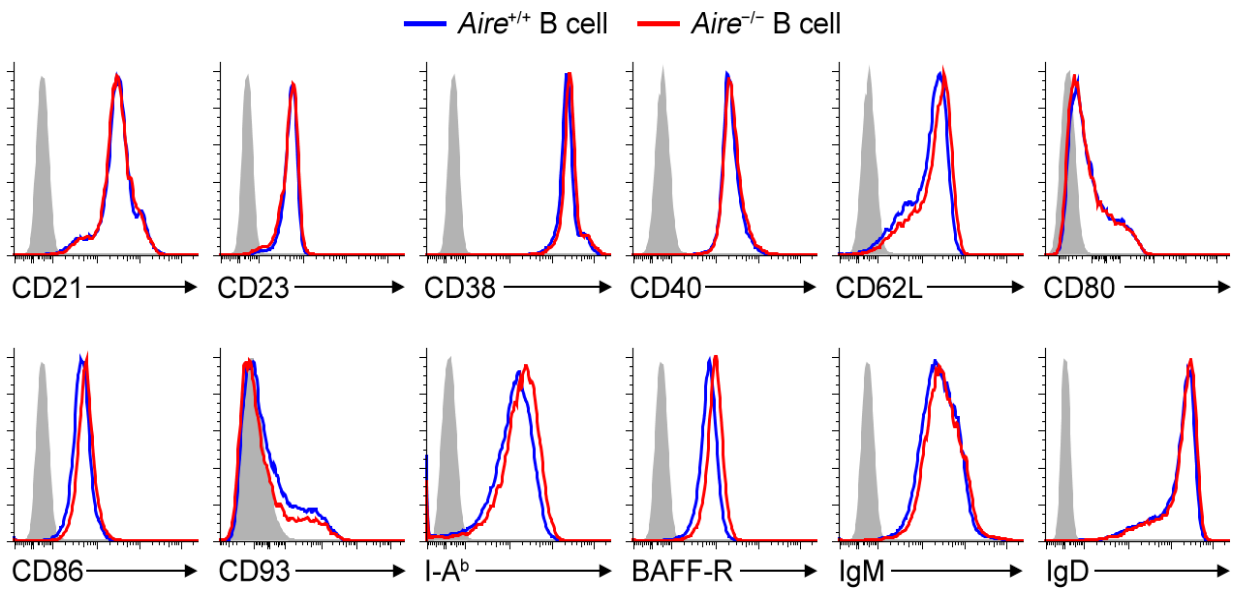 Aire+/+ B cell Aire−/− B cell
CD21 CD23 CD38 CD40 CD62L CD80
CD86 CD93 I-Ab BAFF-R IgM IgD